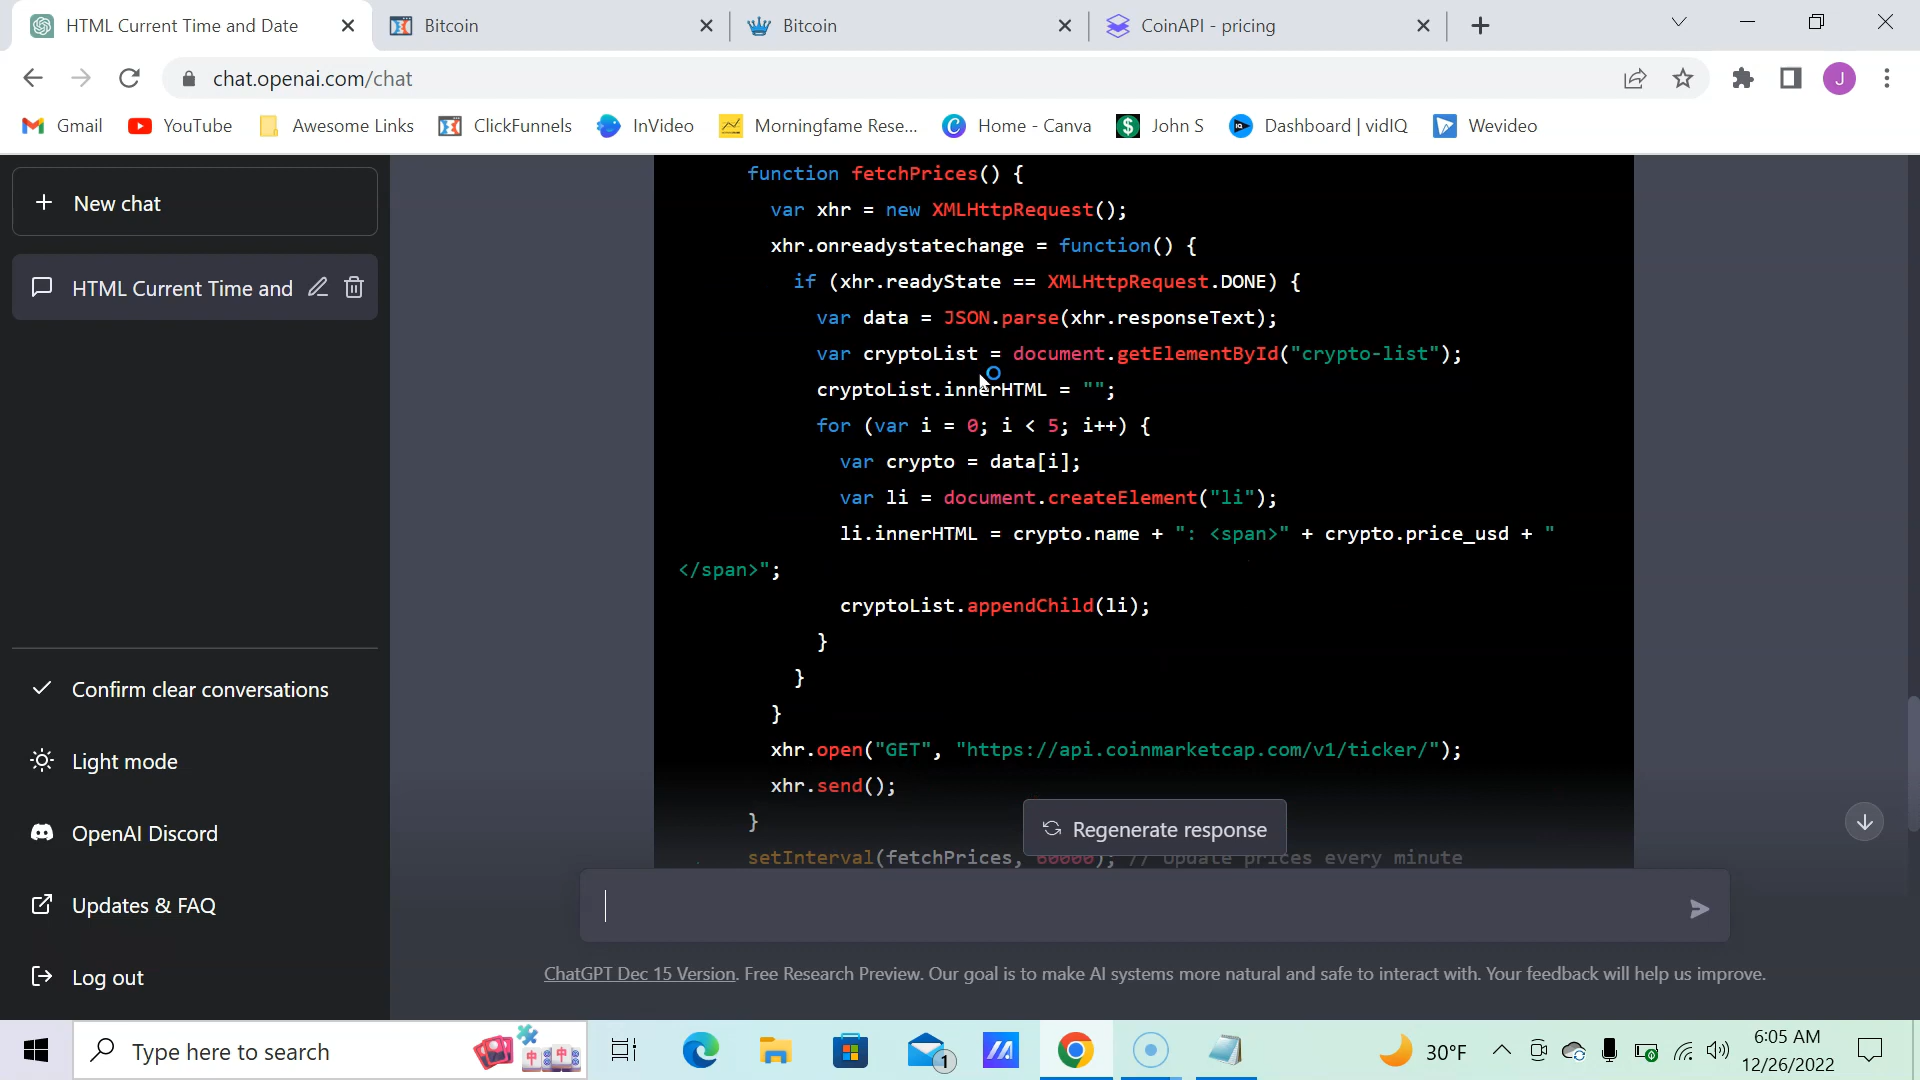 HTML Current Time and Date
Bitcoin
Bitcoin
CoinAPI - pricing
chat.openai.com/chat
J
Gmail
YouTube
Awesome Links
ClickFunnels
InVideo
Morningfame Rese...
Home - Canva
John S
Dashboard | vidIQ
Wevideo
New chat
HTML Current Time and
function fetchPrices() {
var xhr = new XMLHttpRequest();
xhr.onreadystatechange = function() {
if (xhr.readyState == XMLHttpRequest.DONE) {
var data = JSON.parse(xhr.responseText);
var cryptoList = document.getElementById("crypto-list");
cryptoList.innerHTML = "";
for (var i = 0; i < 5; i++) {
var crypto = data[i];
var li = document.createElement("li");
li.innerHTML = crypto.name + ": <span>" + crypto.price_usd + "
</span>";
cryptoList.appendChild(li);
}
}
}
xhr.open("GET", "https://api.coinmarketcap.com/v1/ticker/");
xhr.send();
}
setInterval(fetchPrices, 60000); // Update prices every minute
Regenerate response
Confirm clear conversations
Light mode
OpenAI Discord
Updates & FAQ
Log out
ChatGPT Dec 15 Version. Free Research Preview. Our goal is to make AI systems more natural and safe to interact with. Your feedback will help us improve.
Type here to search
1
30°F
6:05 AM
12/26/2022